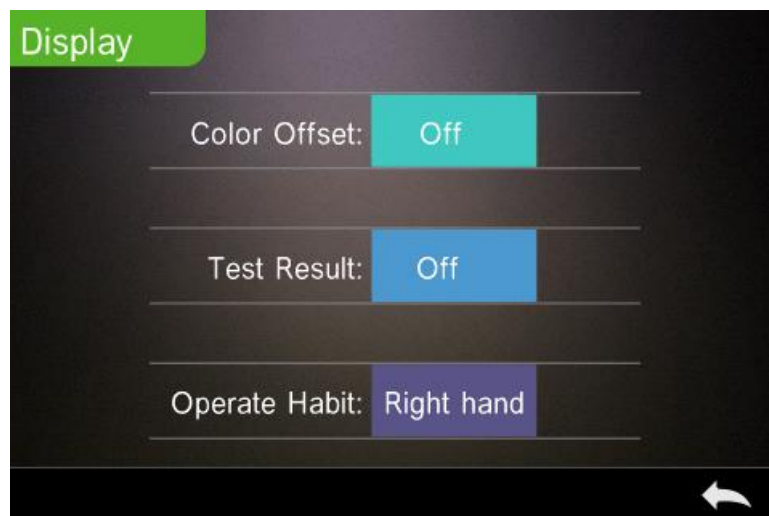 Display
Color Offset: Off
Test Result: Off
Operate Habit: Right hand